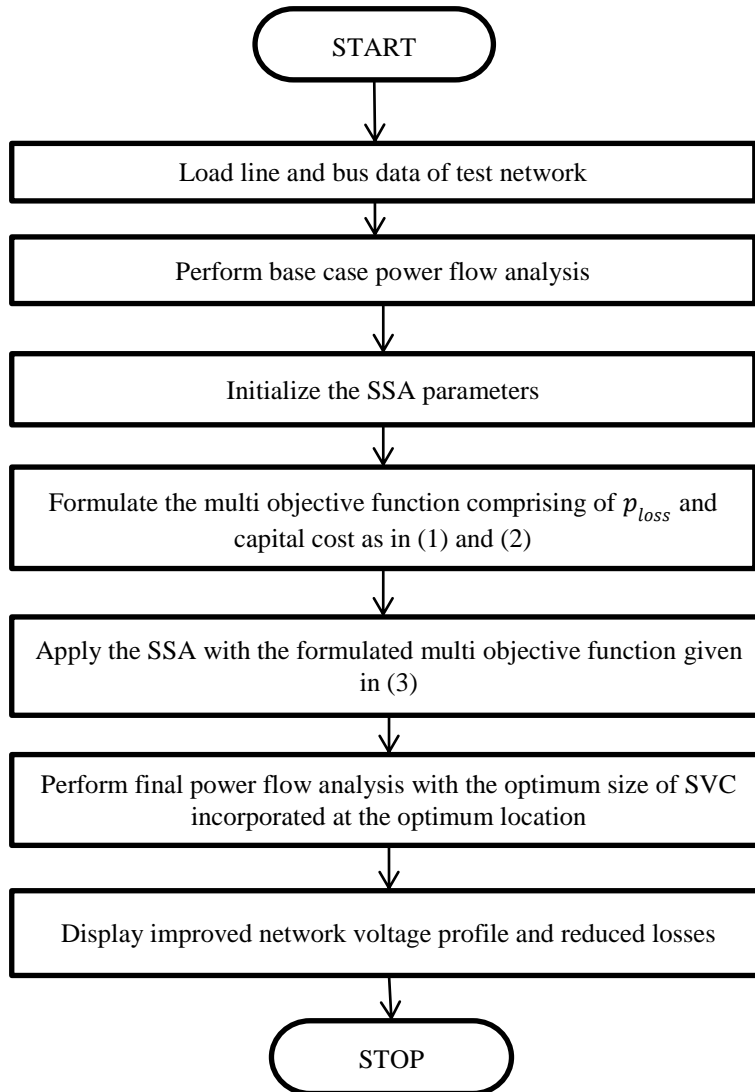 START
Load line and bus data of test network
Perform base case power flow analysis
Initialize the SSA parameters
Formulate the multi objective function comprising of p_loss and
capital cost as in (1) and (2)
Apply the SSA with the formulated multi objective function given
in (3)
Perform final power flow analysis with the optimum size of SVC
incorporated at the optimum location
Display improved network voltage profile and reduced losses
STOP